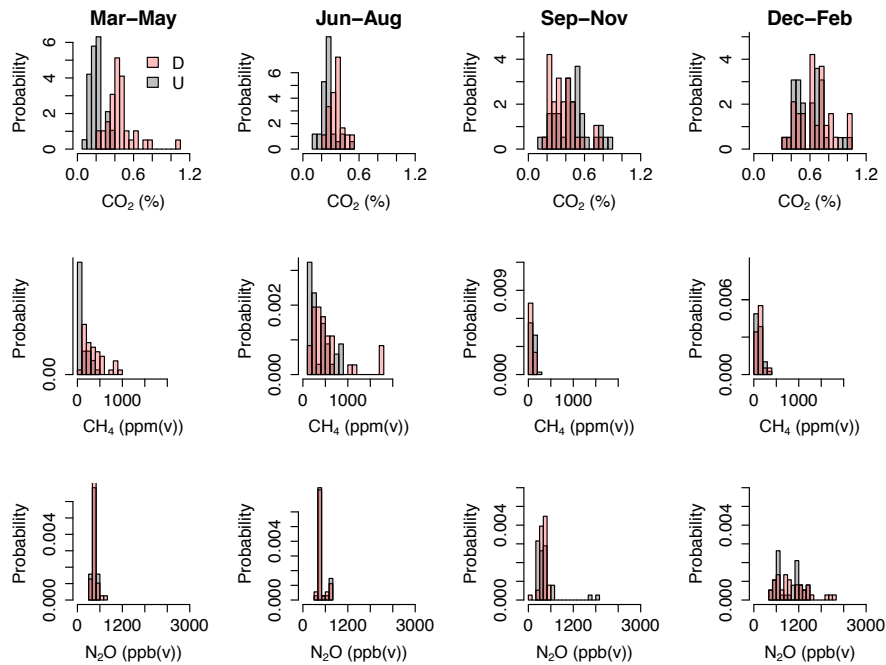 Mar–May
Jun–Aug
Sep–Nov
Dec–Feb
Probability
6
4
2
0
D
U
0.0 1.2
CO₂ (%)
Probability
6
4
2
0
0.0 1.2
CO₂ (%)
Probability
4
2
0
0.0 0.6 1.2
CO₂ (%)
Probability
4
2
0
0.0 0.6 1.2
CO₂ (%)
Probability
0.00
0 1000
CH₄ (ppm(v))
Probability
0.002
0.000
0 1000
CH₄ (ppm(v))
Probability
0.009
0.000
0 1000
CH₄ (ppm(v))
Probability
0.006
0.000
0 1000
CH₄ (ppm(v))
Probability
0.004
0.000
0 1200 3000
N₂O (ppb(v))
Probability
0.004
0.000
0 1200 3000
N₂O (ppb(v))
Probability
0.004
0.000
0 1200 3000
N₂O (ppb(v))
Probability
0.004
0.000
0 1200 3000
N₂O (ppb(v))